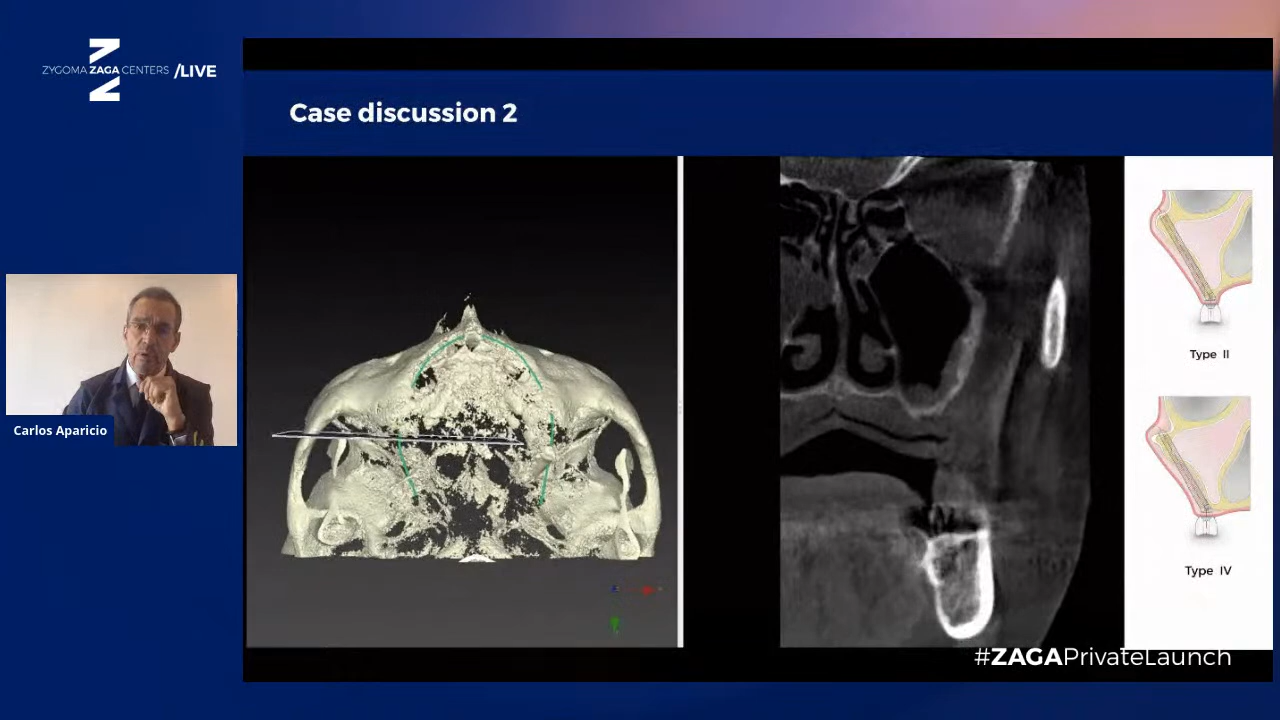 ZYGOMA ZAGA CENTERS /LIVE
Case discussion 2
Carlos Aparicio
Type II
Type IV
#ZAGAPrivateLaunch